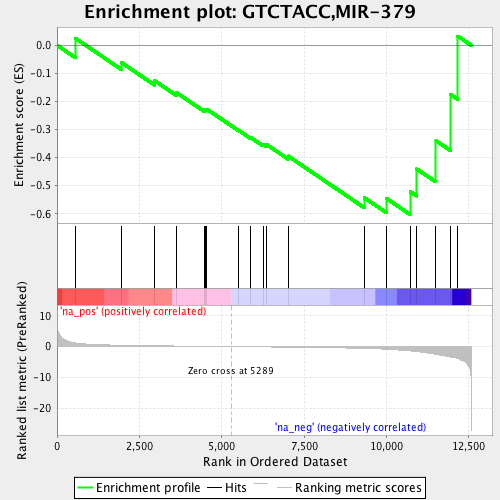 Enrichment plot: GTCTACC,MIR-379
Enrichment score (ES)
0.0
-0.1
-0.2
-0.3
-0.4
-0.5
-0.6
'na_pos' (positively correlated)
Ranked list metric (PreRanked)
10
0
-10
-20
Zero cross at 5289
'na_neg' (negatively correlated)
0
2,500
5,000
7,500
10,000
12,500
Rank in Ordered Dataset
Enrichment profile
Hits
Ranking metric scores